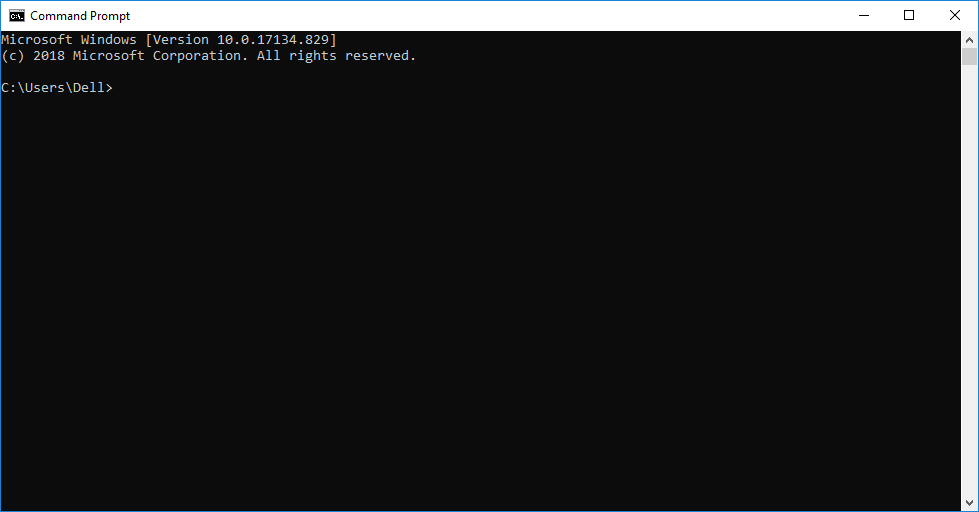 Command Prompt
Microsoft Windows [Version 10.0.17134.829]
(c) 2018 Microsoft Corporation. All rights reserved.
C:\Users\Dell>